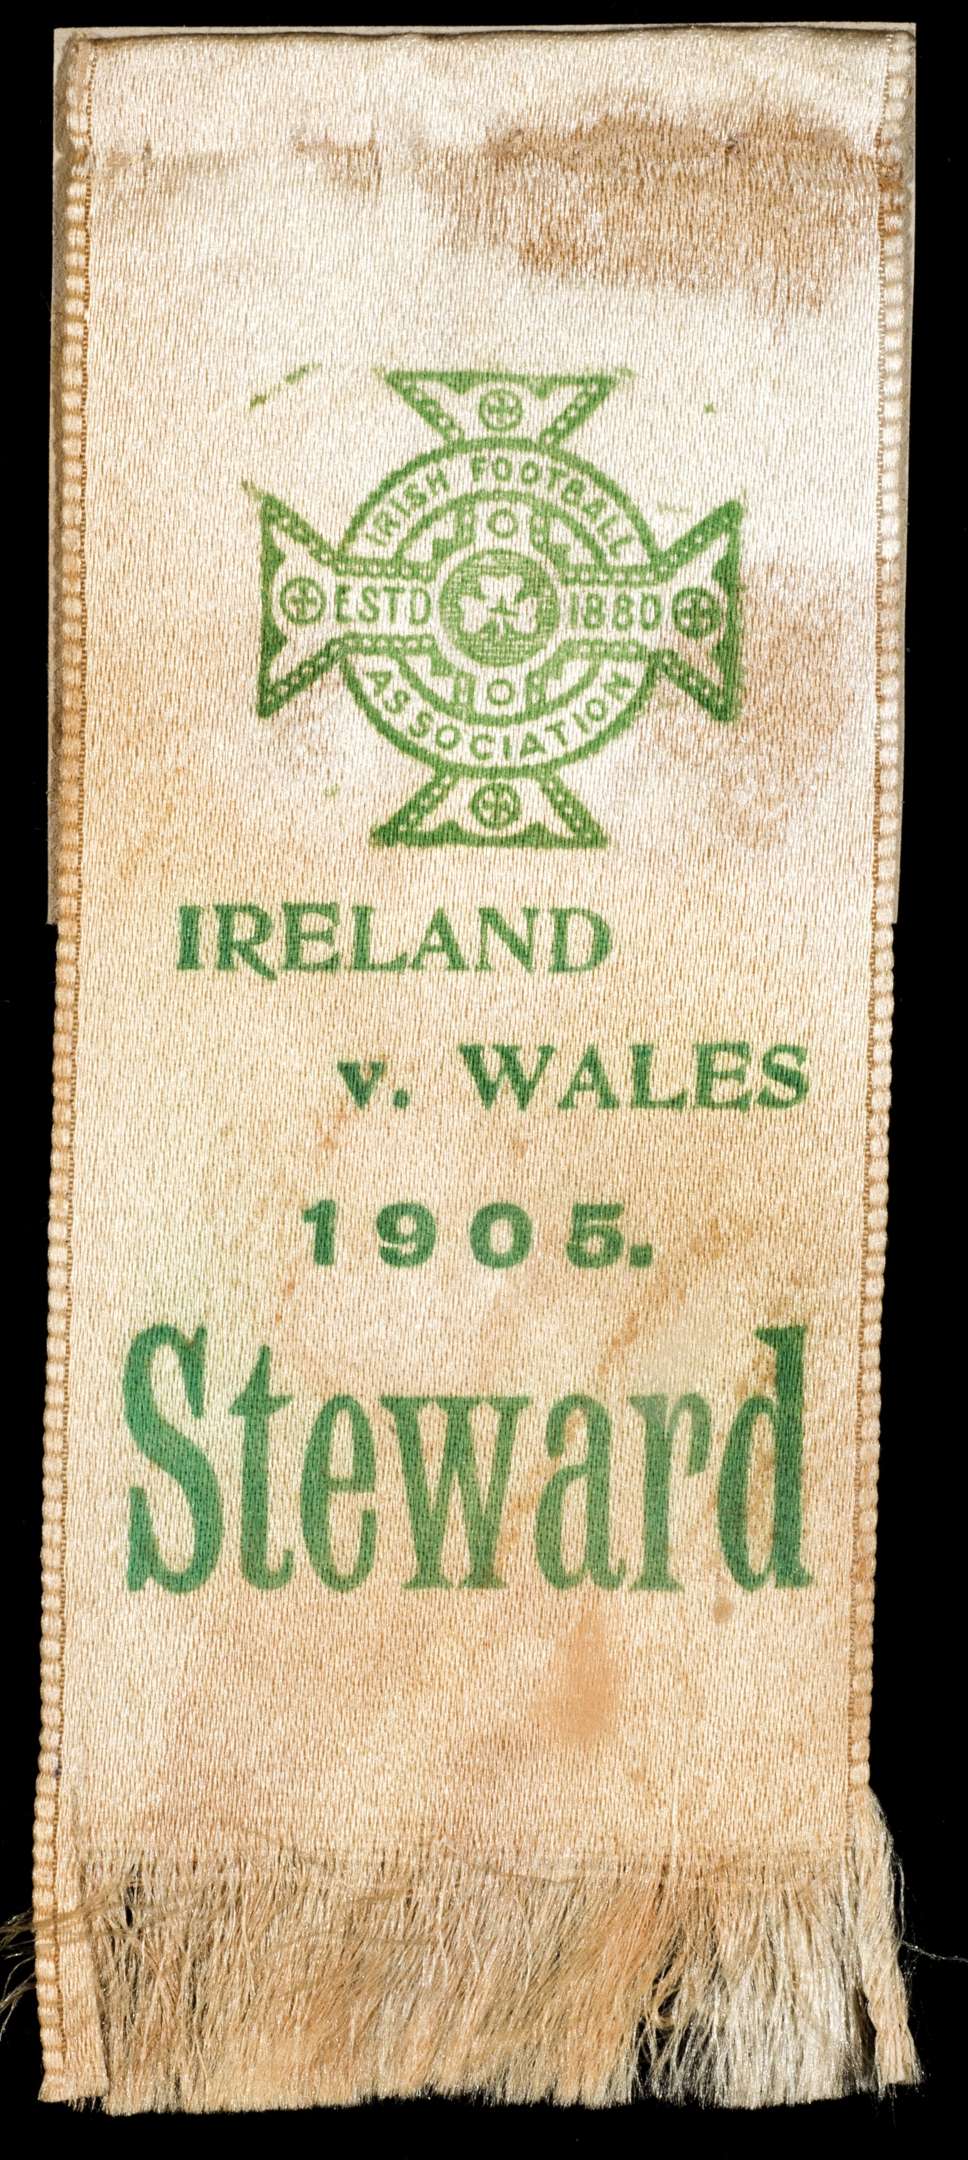 IRISH FOOTBALL
ESTD 1880
ASSOCIATION
IRELAND
v. WALES
1905.
Steward